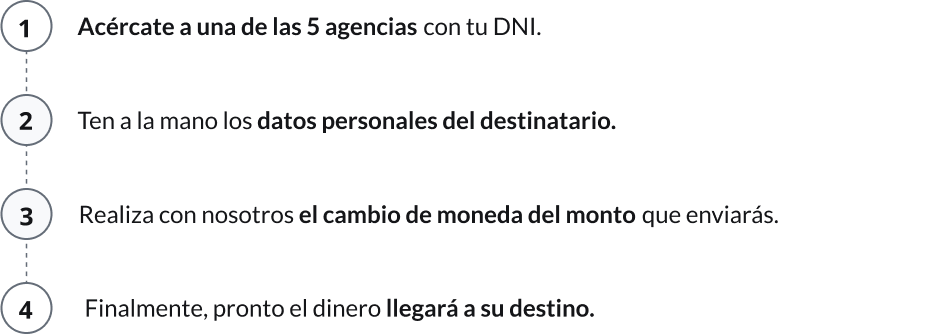 1 Acércate a una de las 5 agencias con tu DNI.
2 Ten a la mano los datos personales del destinatario.
3 Realiza con nosotros el cambio de moneda del monto que enviarás.
4 Finalmente, pronto el dinero llegará a su destino.